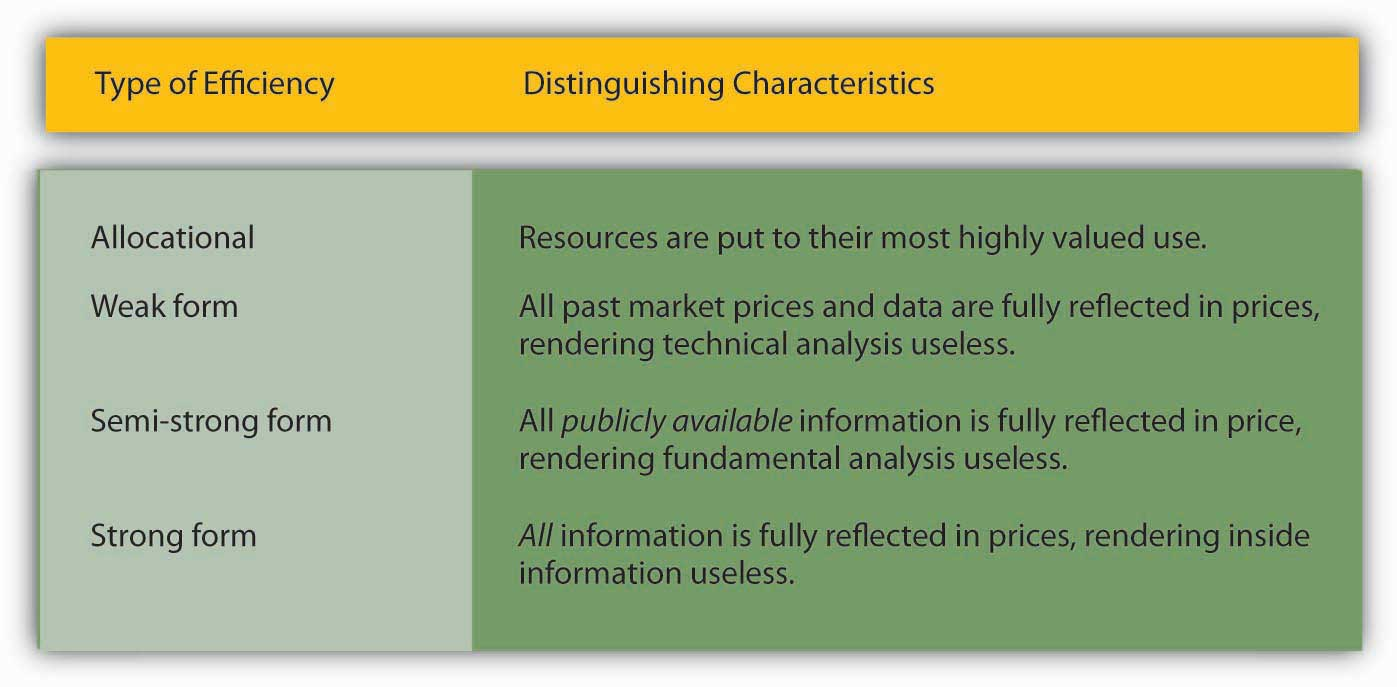 Type of Efficiency Distinguishing Characteristics
Allocational Resources are put to their most highly valued use.
Weak form All past market prices and data are fully reflected in prices,
rendering technical analysis useless.
Semi-strong form All publicly available information is fully reflected in price,
rendering fundamental analysis useless.
Strong form All information is fully reflected in prices, rendering inside
information useless.